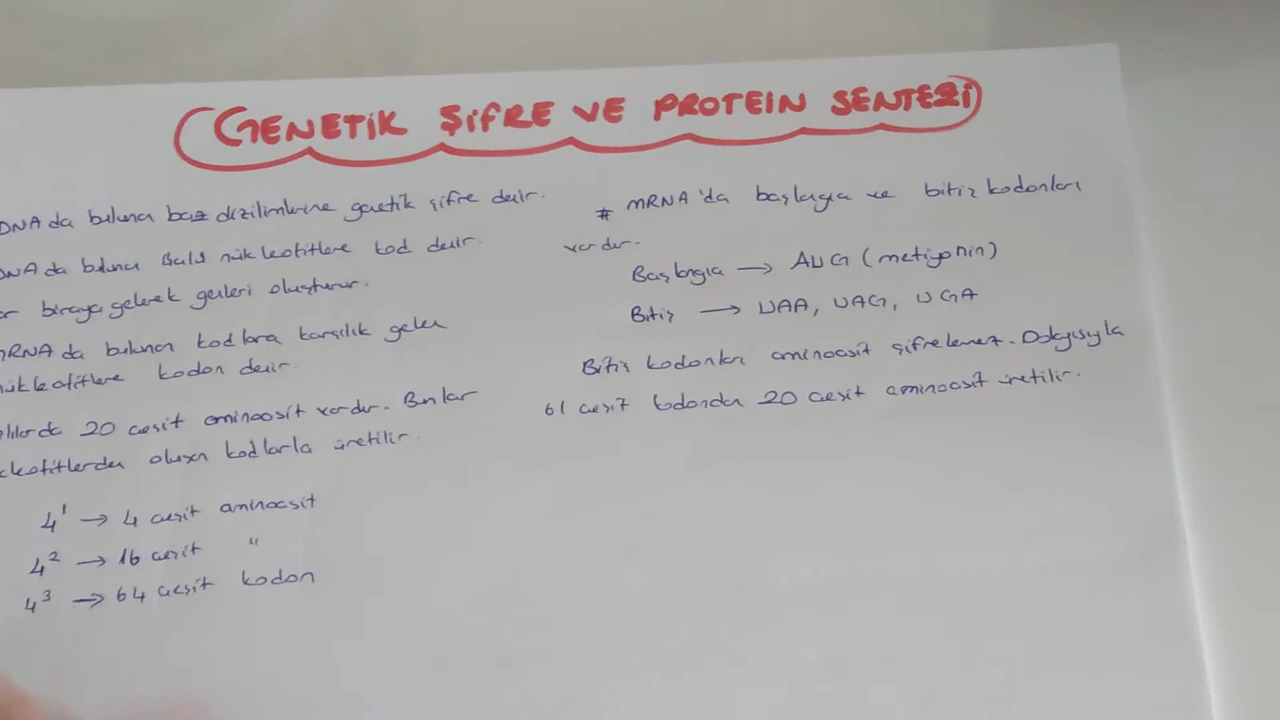 GENETİK ŞİFRE VE PROTEIN SENTEZİ
DNA da bulunan baz dizilimlerine genetik şifre denir.
DNA da bulunan üçlü nükleotitlere kod denir.
bir araya gelerek genleri oluşturur.
mRNA da bulunan kodlara karşılık gelen
nükleotitlere kodon denir.
20 çeşit aminoasit vardır. Bunlar
oluşan kodlarla üretilir.
4¹ → 4 çeşit aminoasit
4² → 16 çeşit "
4³ → 64 çeşit kodon
# mRNA'da başlangıç ve bitiş kodonları
vardır.
Başlangıç → AUG (metiyonin)
Bitiş → UAA, UAG, UGA
Bitiş kodonları aminoasit şifrelemez. Dolayısıyla
61 çeşit kodondan 20 çeşit aminoasit üretilir.